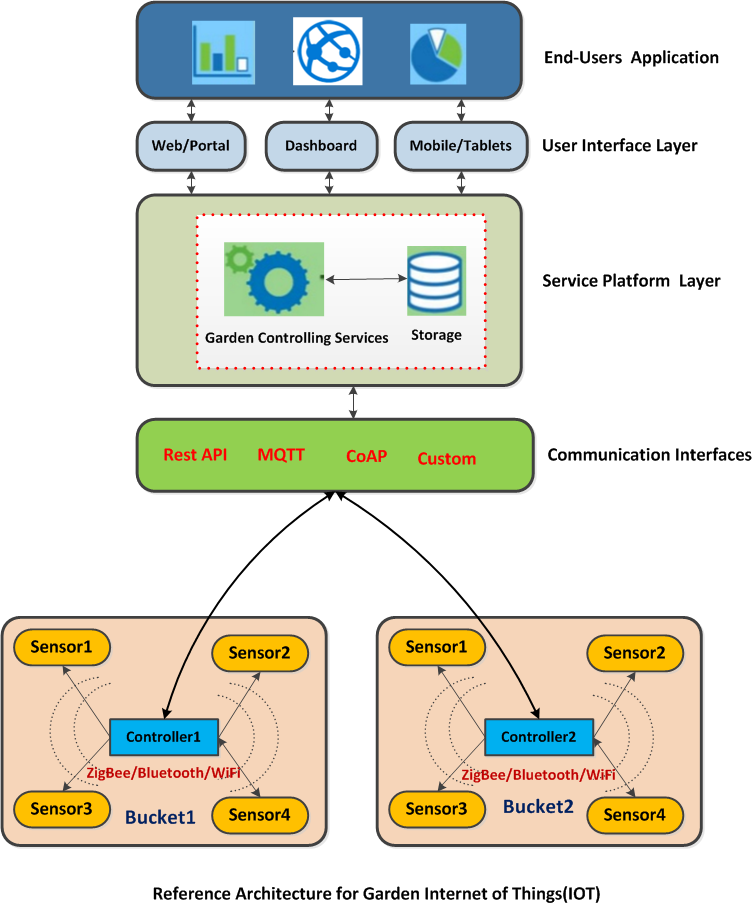 End-Users Application
Web/Portal
Dashboard
Mobile/Tablets
User Interface Layer
Service Platform Layer
Garden Controlling Services
Storage
Rest API
MQTT
CoAP
Custom
Communication Interfaces
Sensor1
Sensor2
Controller1
ZigBee/Bluetooth/WiFi
Sensor3
Bucket1
Sensor4
Sensor1
Sensor2
Controller2
ZigBee/Bluetooth/WiFi
Sensor3
Bucket2
Sensor4
Reference Architecture for Garden Internet of Things(IOT)